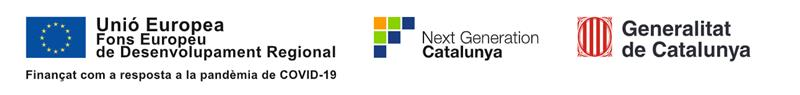 Unió Europea
Fons Europeu
de Desenvolupament Regional
Finançat com a resposta a la pandèmia de COVID-19
Next Generation
Catalunya
Generalitat
de Catalunya